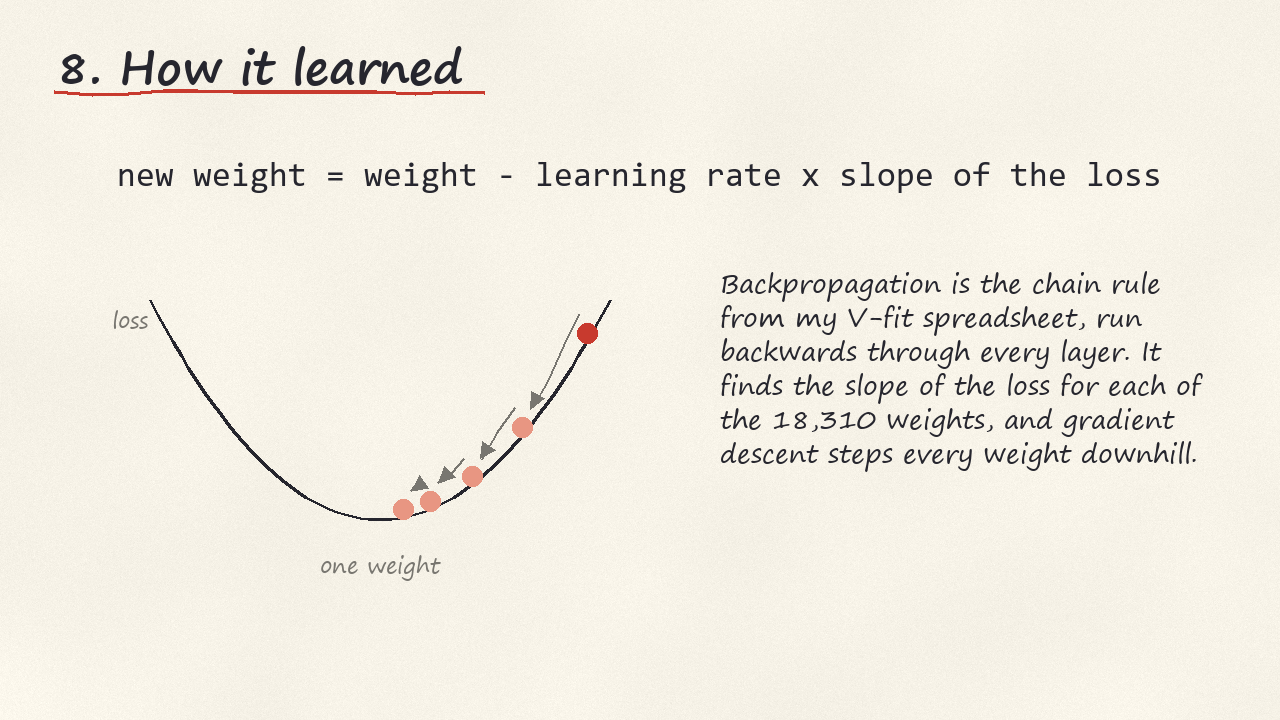 8. How it learned
new weight = weight - learning rate x slope of the loss
loss
one weight
Backpropagation is the chain rule
from my V-fit spreadsheet, run
backwards through every layer. It
finds the slope of the loss for each of
the 18,310 weights, and gradient
descent steps every weight downhill.